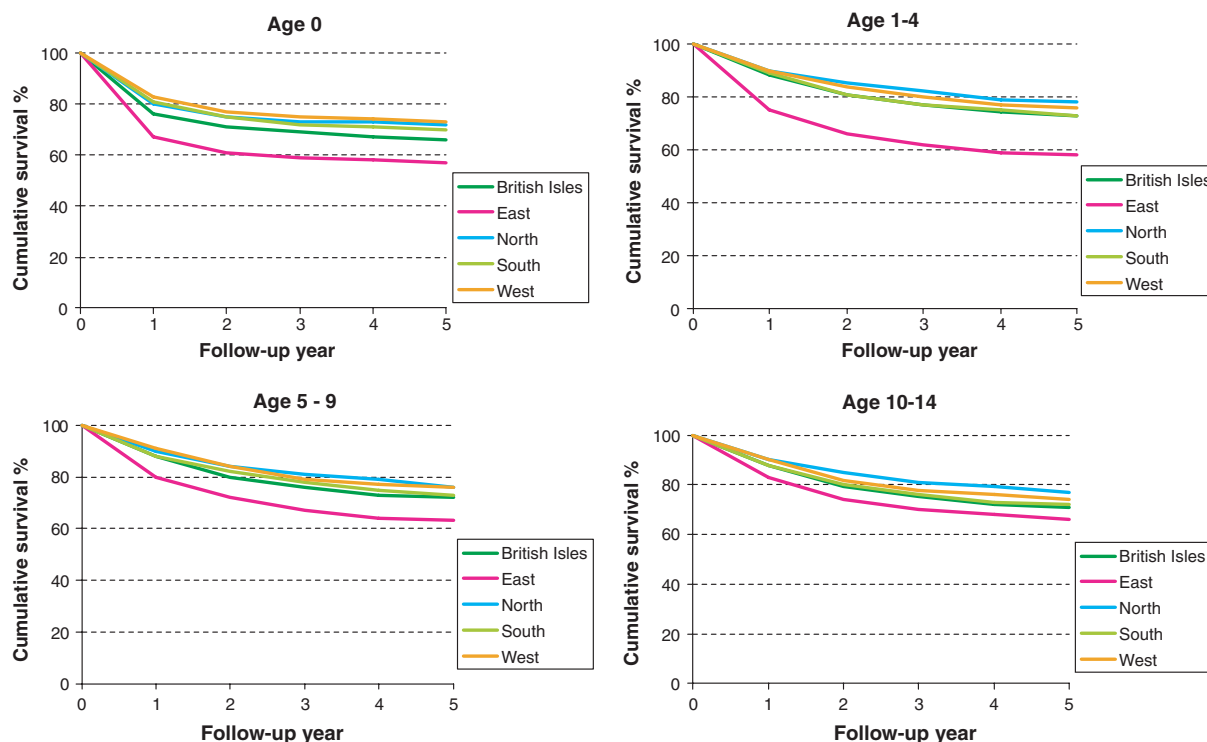 Age 0
Cumulative survival %
100
80
60
40
20
0
0 1 2 3 4 5
Follow-up year
British Isles
East
North
South
West
Age 1-4
Cumulative survival %
100
80
60
40
20
0
0 1 2 3 4 5
Follow-up year
British Isles
East
North
South
West
Age 5 - 9
Cumulative survival %
100
80
60
40
20
0
0 1 2 3 4 5
Follow-up year
British Isles
East
North
South
West
Age 10-14
Cumulative survival %
100
80
60
40
20
0
0 1 2 3 4 5
Follow-up year
British Isles
East
North
South
West